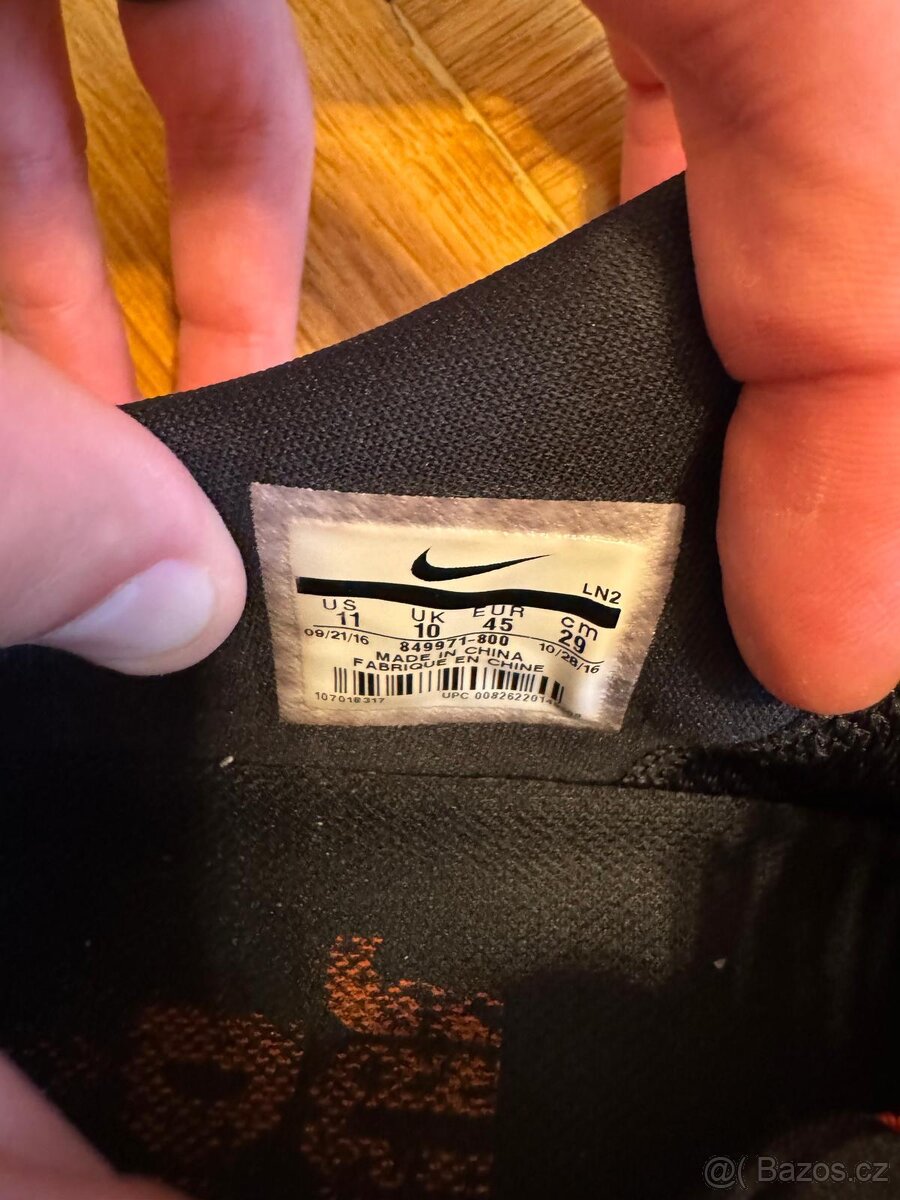 LN2
US UK EUR cm
11 10 45 29
09/21/16 849971-800 10/28/16
MADE IN CHINA
FABRIQUE EN CHINE
107018317 UPC
@( Bazos.cz